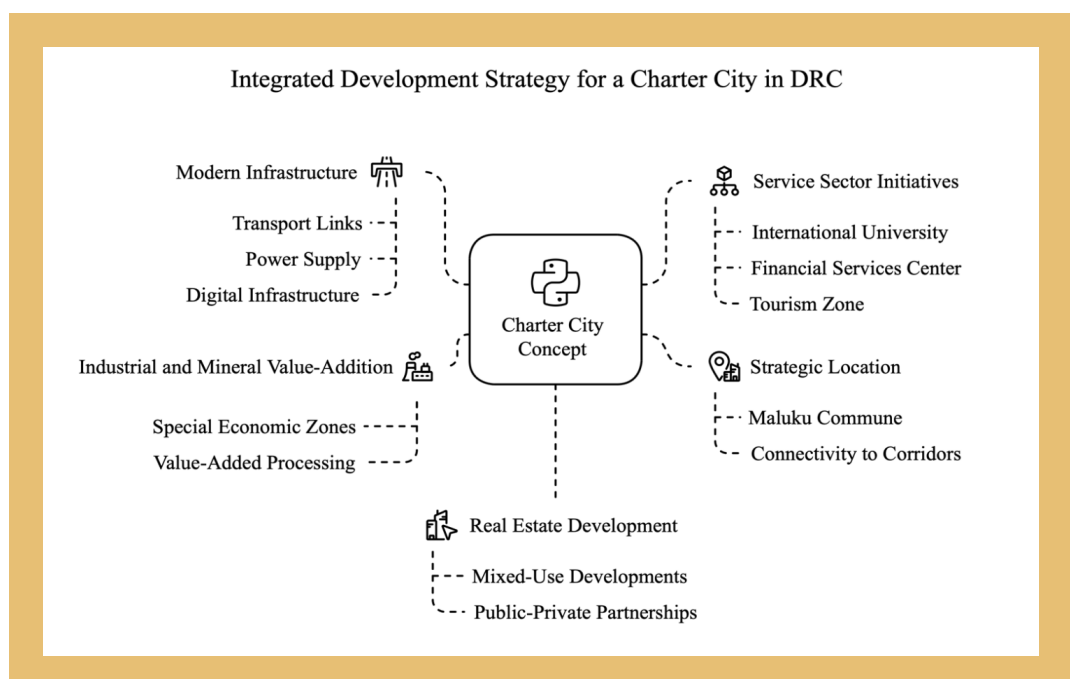 Integrated Development Strategy for a Charter City in DRC
Modern Infrastructure
Transport Links
Power Supply
Digital Infrastructure
Industrial and Mineral Value-Addition
Special Economic Zones
Value-Added Processing
Charter City
Concept
Service Sector Initiatives
International University
Financial Services Center
Tourism Zone
Strategic Location
Maluku Commune
Connectivity to Corridors
Real Estate Development
Mixed-Use Developments
Public-Private Partnerships